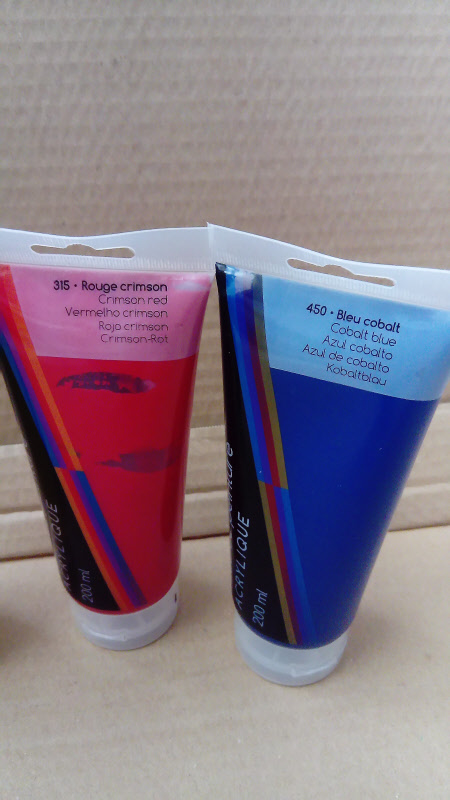 315 • Rouge crimson
Crimson red
Vermelho crimson
Rojo crimson
Crimson-Rot
ACRYLIQUE
200 ml
450 • Bleu cobalt
Cobalt blue
Azul cobalto
Azul de cobalto
Kobaltblau
ACRYLIQUE
200 ml